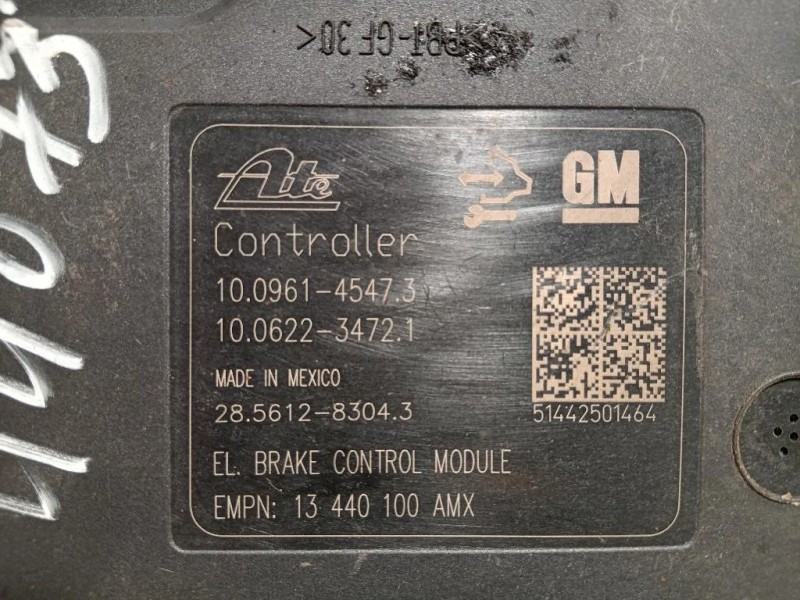 PBT-GF30<
Ate
GM
Controller
10.0961-4547.3
10.0622-3472.1
MADE IN MEXICO
28.5612-8304.3
51442501464
EL. BRAKE CONTROL MODULE
EMPN: 13 440 100 AMX